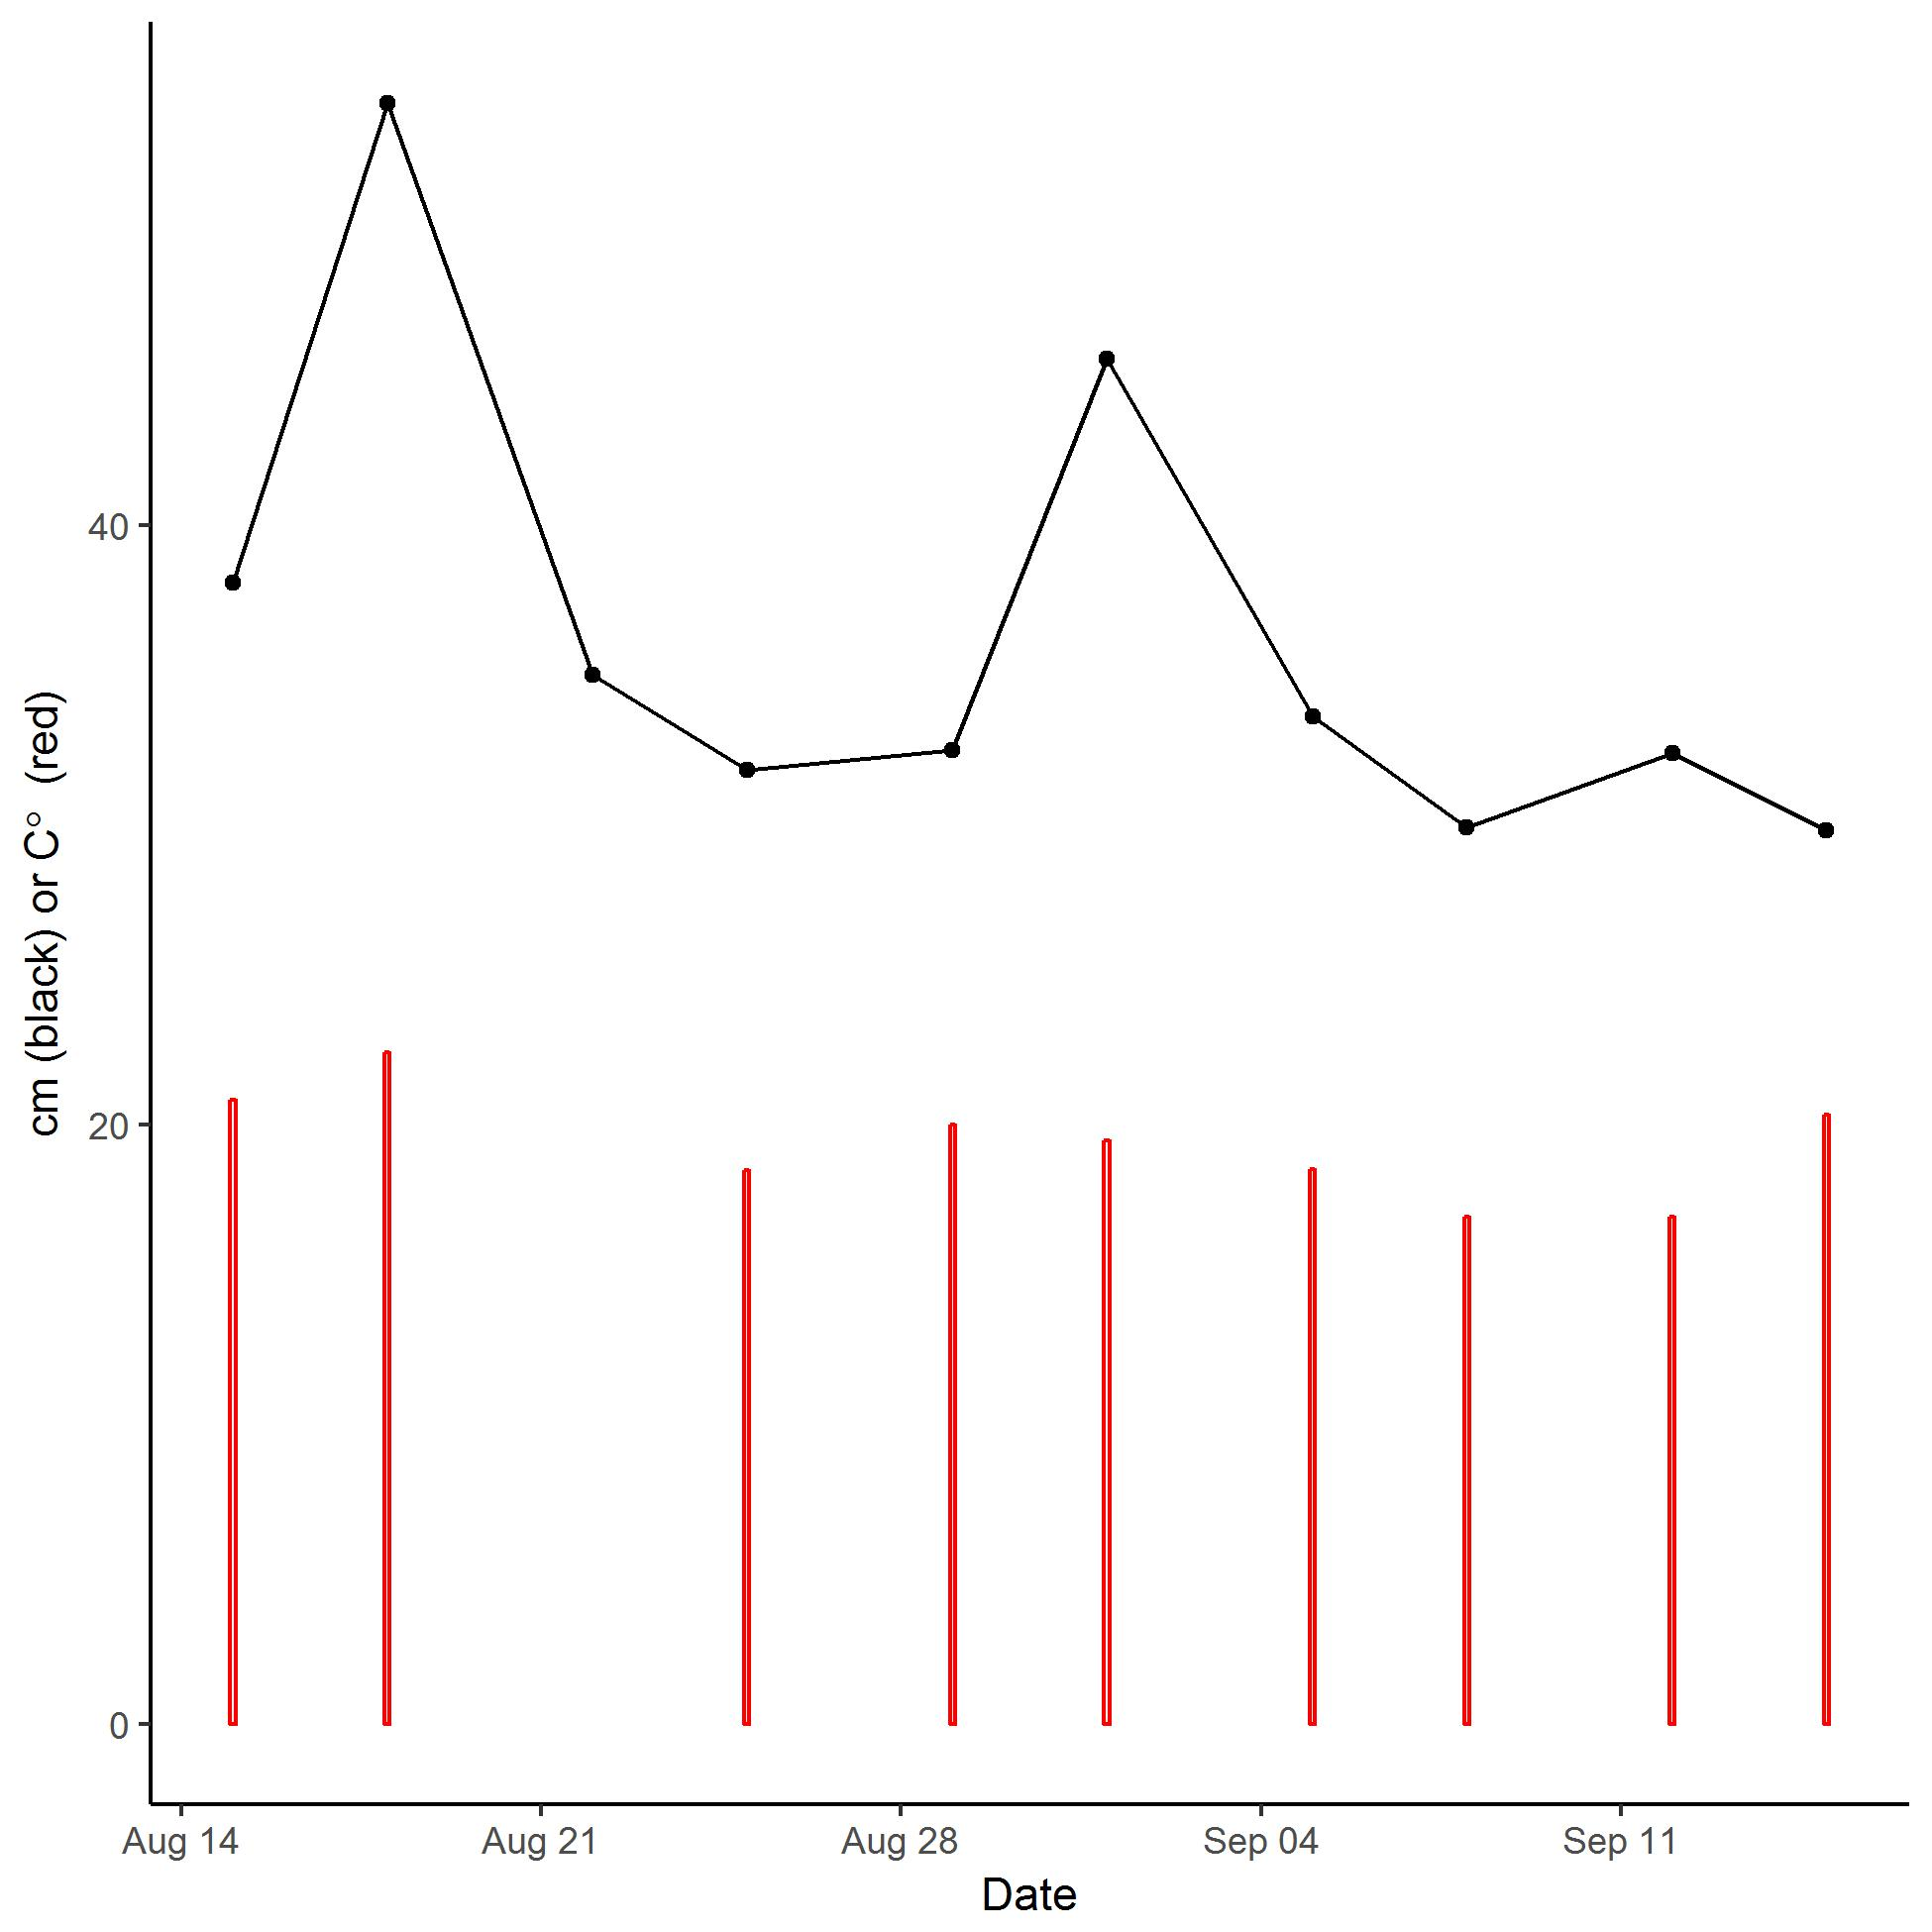 cm (black) or C° (red)
40
20
0
Aug 14 Aug 21 Aug 28 Sep 04 Sep 11
Date